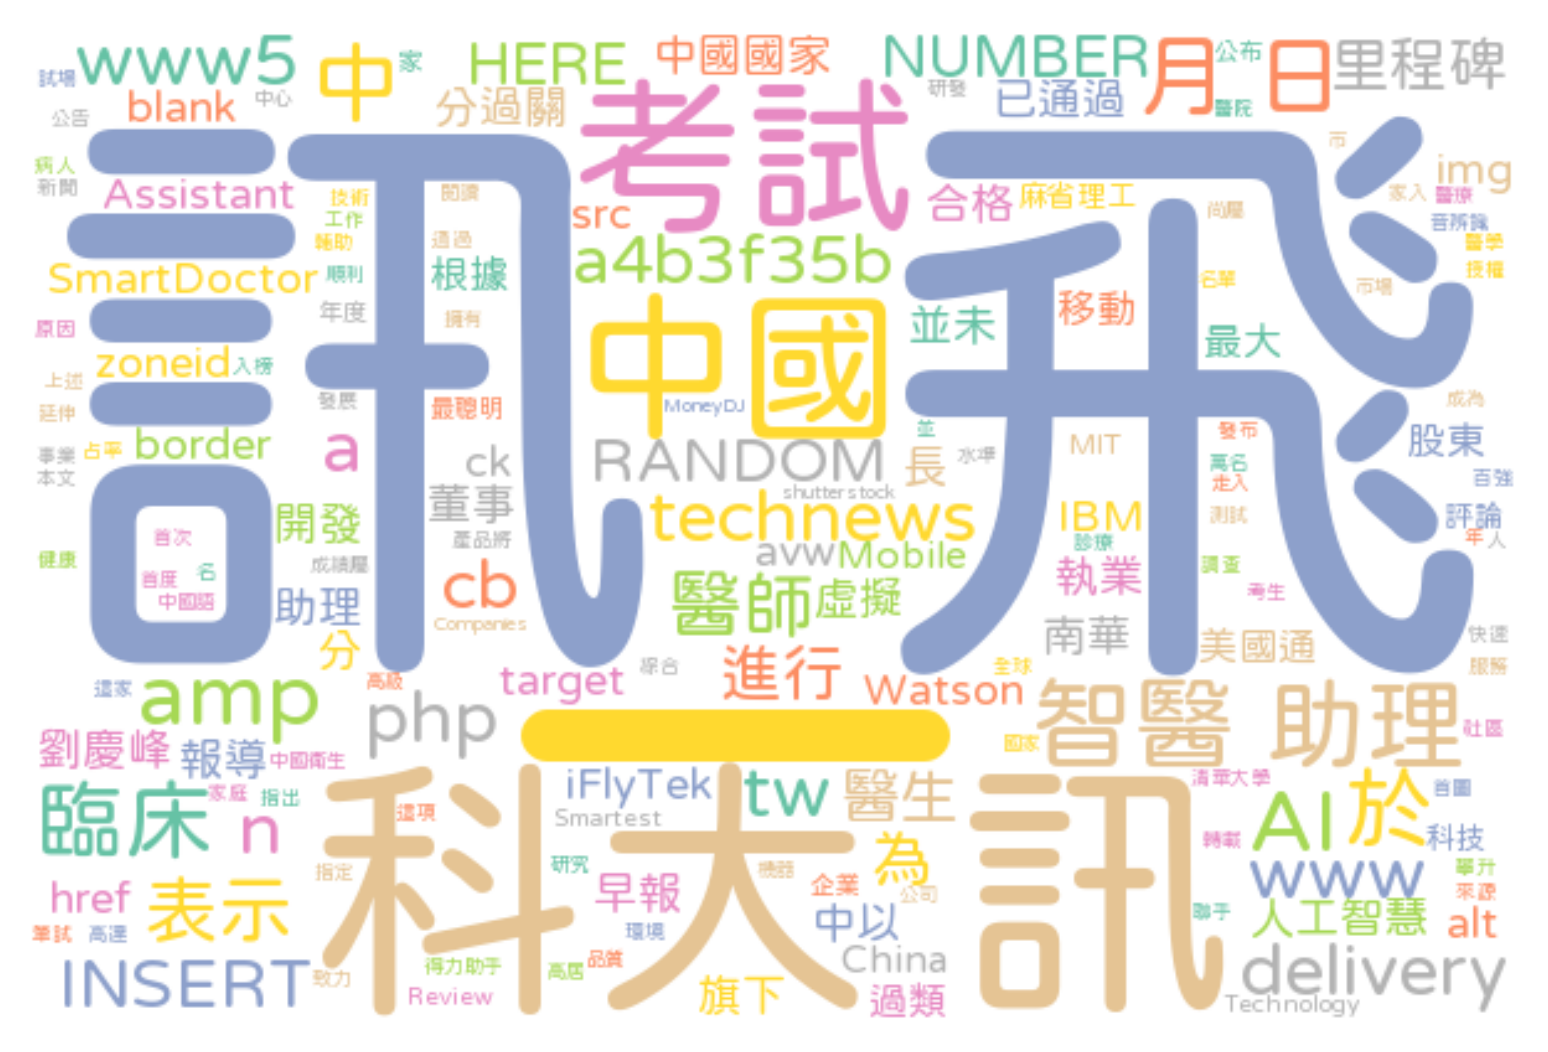 www5
中
家
HERE
中國國家
NUMBER
月
公布
日
里程碑
試場
blank
中心
分過關
考試
研發
已通過
醫院
公告
訊飛
市
病人
新聞
Assistant
技術
閱讀
工作
輔助
src
合格
麻省理工
尚屬
img
家入
醫療
音辨識
醫學
授權
SmartDoctor
順利
週過
根據
a4b3f35b
名單
市場
年度
擁有
原因
中國
並未
移動
最大
zoneid
入榜
上述
延伸
發展
最聰明
MoneyDJ
成為
占率
border
a
ck
RANDOM
長
水準
並
MIT
發布
股東
事業
本文
萬名
走入
百強
shutterstock
開發
董事
technews
IBM
測試
評論
年
人
首次
產品將
avw
Mobile
診療
健康
成績屬
首度
名
中國語
助理
cb
醫師
虛擬
執業
調查
考生
Companies
分
南華
美國通
快速
服務
綜合
進行
全球
這家
amp
高級
target
Watson
php
智醫 助理
國家
社區
劉慶峰
報導
中國衛生
一
臨床
家庭
指出
n
科大訊
這項
iFlyTek
Smartest
tw
醫生
清華大學
AI
於
首圖
轉載
科技
指定
研究
機器
為
www
攀升
來源
href
表示
早報
企業
公司
聯手
人工智慧
alt
筆試
高達
環境
中以
INSERT
致力
得力助手
高居
品質
China
delivery
Review
旗下
過類
Technology